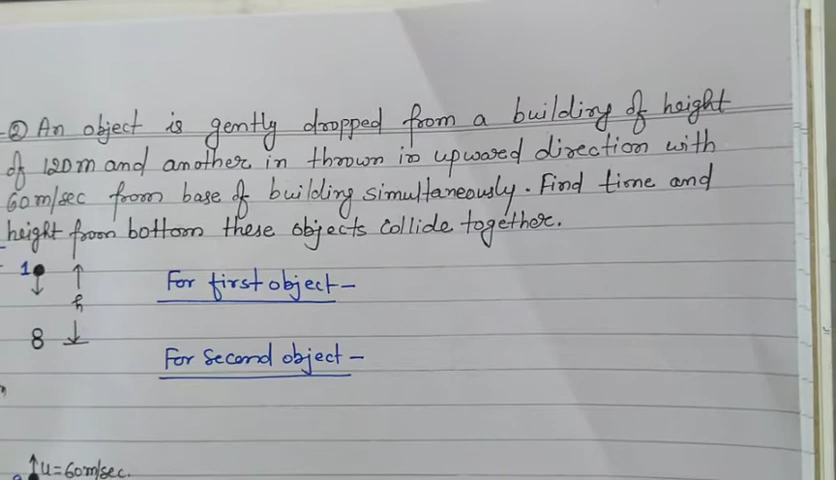 ② An object is gently dropped from a building of height
of 120m and another in thrown in upward direction with
60m/sec from base of building simultaneously. Find time and
height from bottom these objects collide together.
1
For first object-
h
8
For second object-
u=60m/sec.